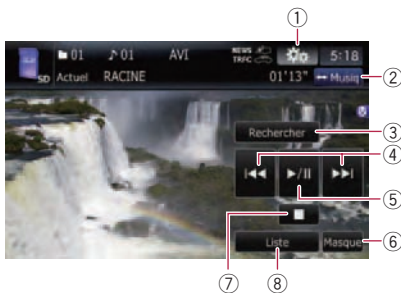 ①
01 ♪01 AVI NEWS TRFC 5:18
SD Actuel RACINE 01'13" Musiq ②
Rechercher ③
④
⑤
Liste Masque ⑥
⑦ ⑧